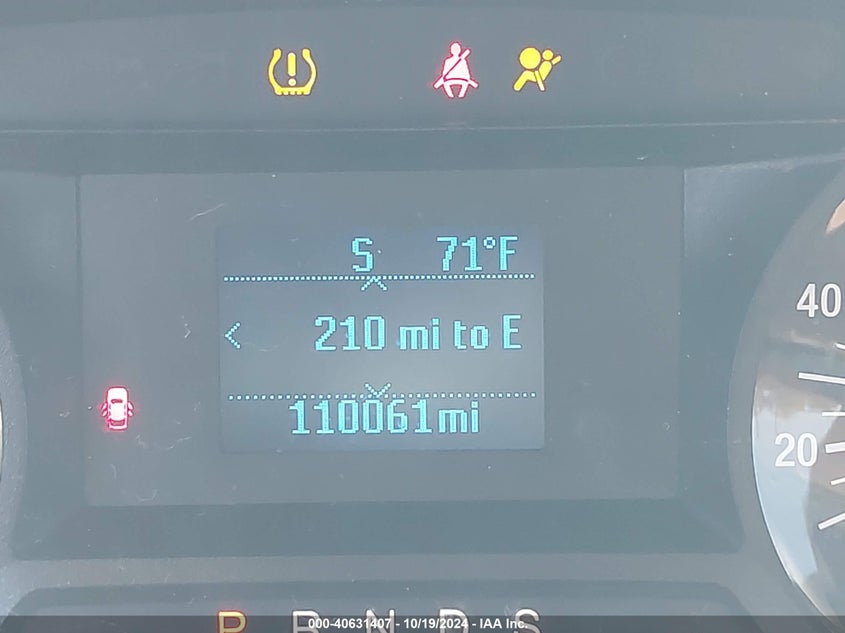 S 71°F
210 mi to E
110061mi
40
20
P R N D S
000-40631407 - 10/19/2024 - IAA Inc.